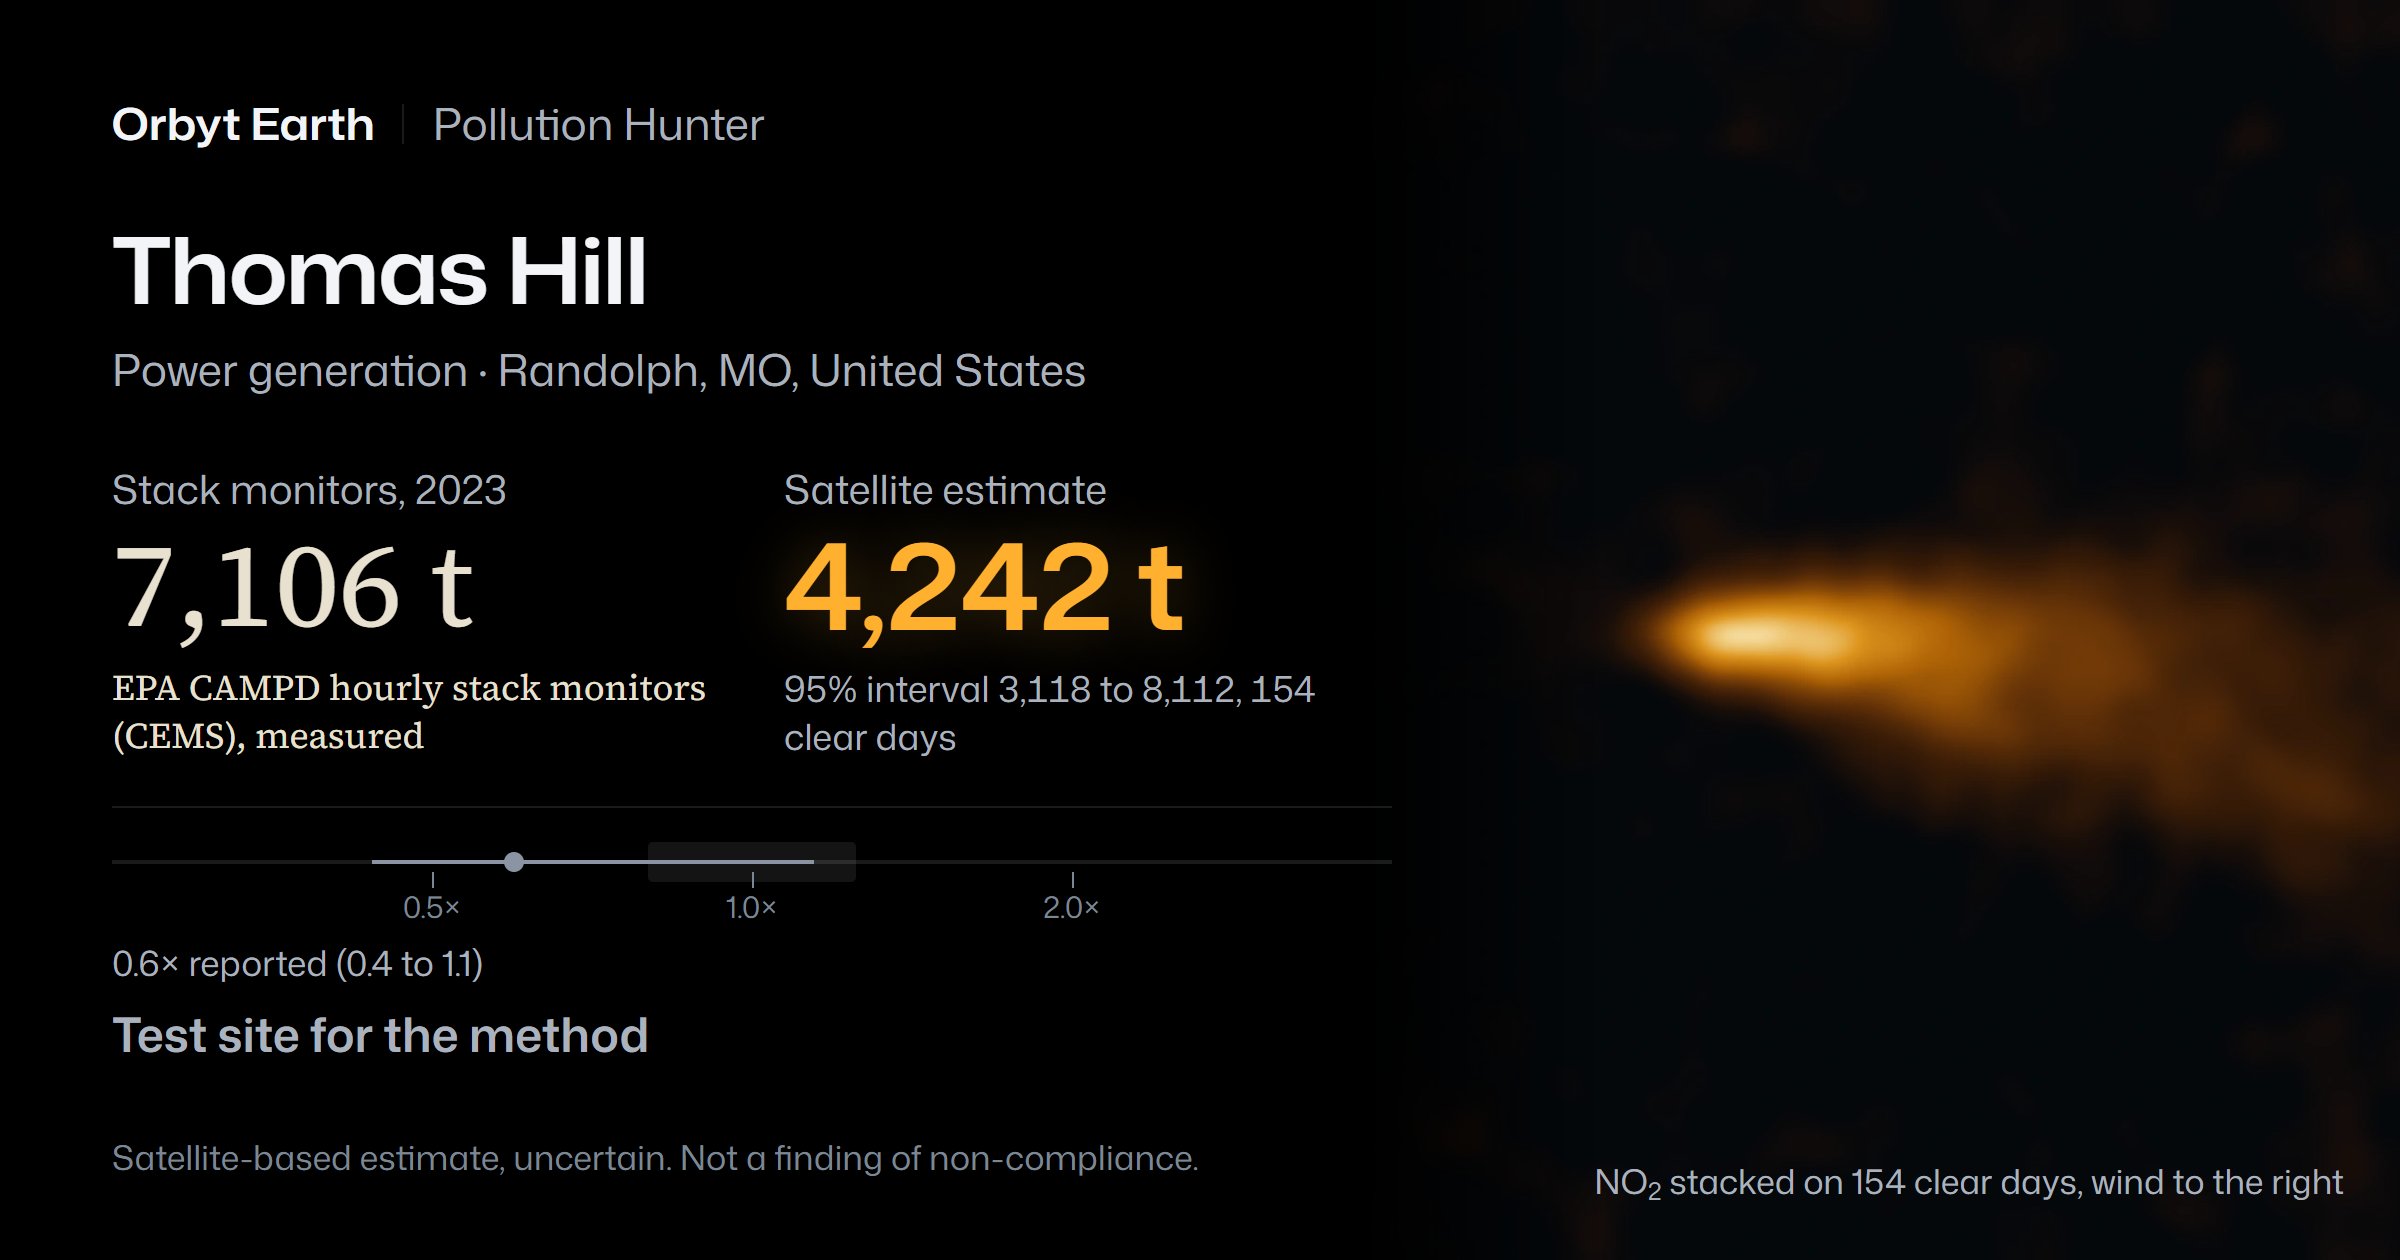 Orbyt Earth | Pollution Hunter
Thomas Hill
Power generation · Randolph, MO, United States
Stack monitors, 2023
7,106 t
EPA CAMPD hourly stack monitors
(CEMS), measured
Satellite estimate
4,242 t
95% interval 3,118 to 8,112, 154
clear days
0.5× 1.0× 2.0×
0.6× reported (0.4 to 1.1)
Test site for the method
Satellite-based estimate, uncertain. Not a finding of non-compliance.
NO₂ stacked on 154 clear days, wind to the right